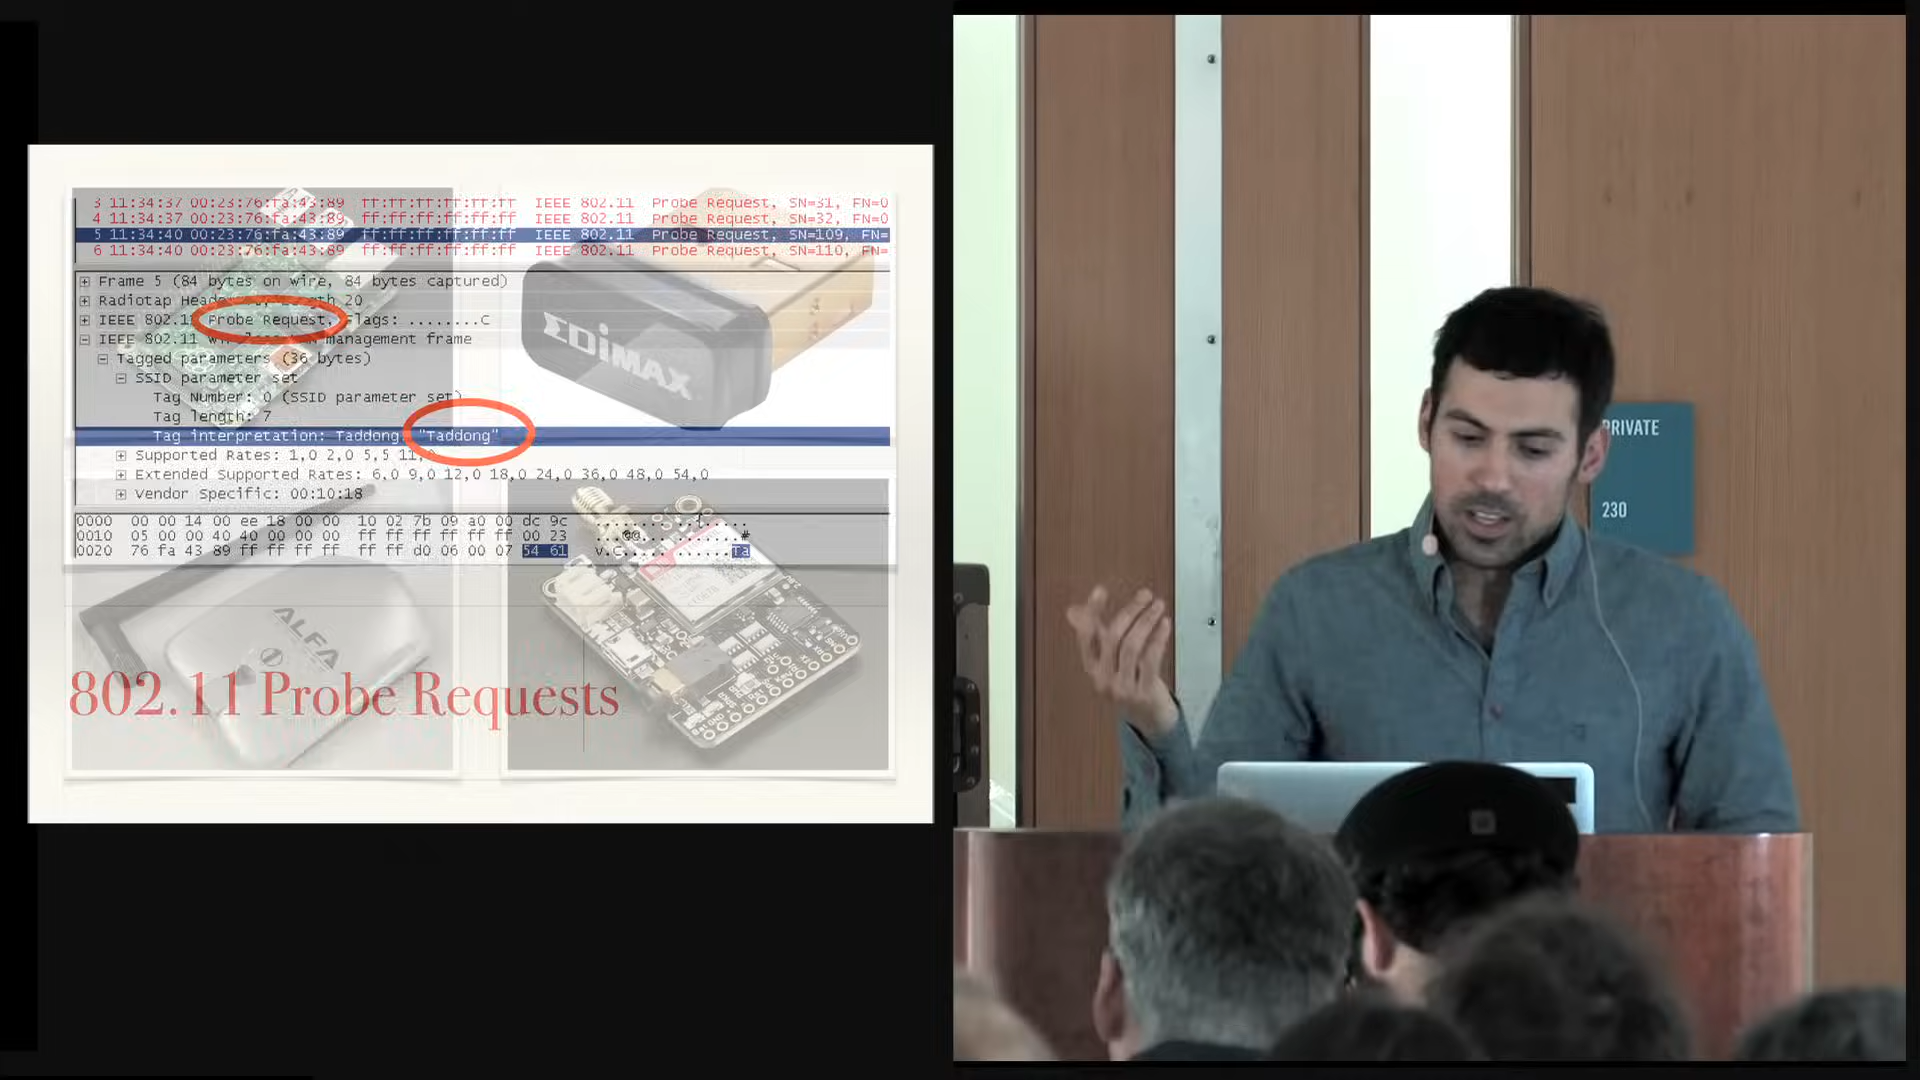 3 11:34:37 00:23:76:fa:43:89 ff:ff:ff:ff:ff:ff IEEE 802.11 Probe Request, SN=31, FN=0
4 11:34:37 00:23:76:fa:43:89 ff:ff:ff:ff:ff:ff IEEE 802.11 Probe Request, SN=32, FN=0
5 11:34:40 00:23:76:fa:43:89 ff:ff:ff:ff:ff:ff IEEE 802.11 Probe Request, SN=109, FN=
6 11:34:40 00:23:76:fa:43:89 ff:ff:ff:ff:ff:ff IEEE 802.11 Probe Request, SN=110, FN=
Frame 5 (84 bytes on wire, 84 bytes captured)
Radiotap Header Length 20
IEEE 802.11 Probe Request, Flags: ........C
IEEE 802.11 management frame
Tagged parameters (36 bytes)
SSID parameter set
Tag Number: 0 (SSID parameter set)
Tag length: 7
Tag interpretation: Taddong: "Taddong"
Supported Rates: 1,0 2,0 5,5 11,0
Extended Supported Rates: 6,0 9,0 12,0 18,0 24,0 36,0 48,0 54,0
Vendor Specific: 00:10:18
0000 00 00 14 00 ee 18 00 00 10 02 7b 09 a0 00 dc 9c
0010 05 00 00 40 40 00 00 00 ff ff ff ff ff ff 00 23
0020 76 fa 43 89 ff ff ff ff ff ff d0 06 00 07 54 61 v.C............Ta
EDiMAX
ALFA
802.11 Probe Requests
PRIVATE
230